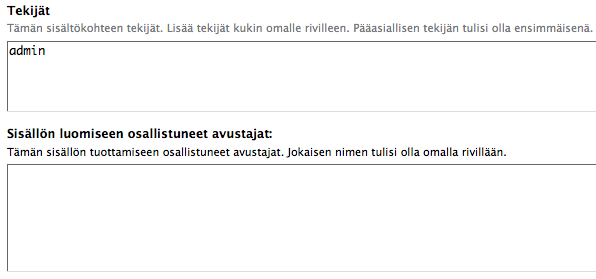 Tekijät
Tämän sisältökohteen tekijät. Lisää tekijät kukin omalle rivilleen. Pääasiallisen tekijän tulisi olla ensimmäisenä.
admin
Sisällön luomiseen osallistuneet avustajat:
Tämän sisällön tuottamiseen osallistuneet avustajat. Jokaisen nimen tulisi olla omalla rivillään.